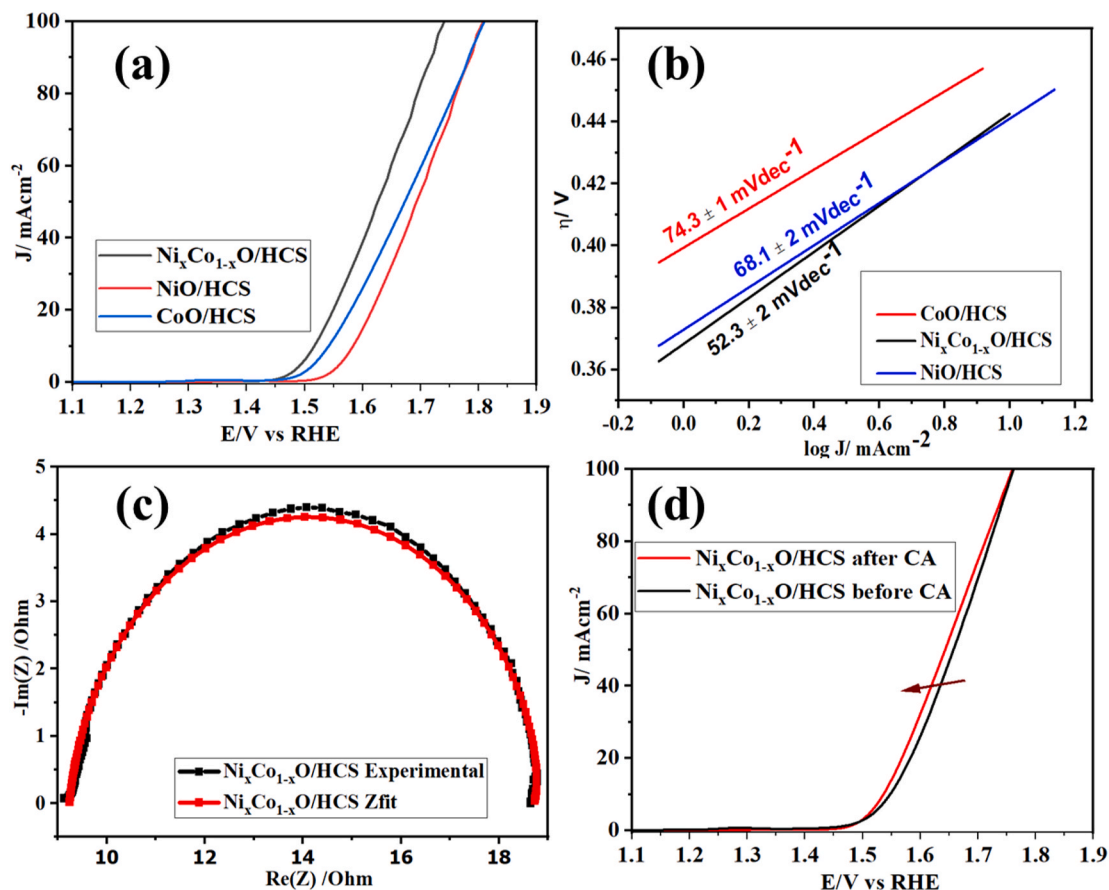 (a)
100
80
60
40
20
0
J/ mAcm-2
NixCo1-xO/HCS
NiO/HCS
CoO/HCS
1.1 1.2 1.3 1.4 1.5 1.6 1.7 1.8 1.9
E/V vs RHE
(b)
0.46
0.44
0.42
0.40
0.38
0.36
η/ V
74.3 ± 1 mVdec-1
68.1 ± 2 mVdec-1
52.3 ± 2 mVdec-1
CoO/HCS
NixCo1-xO/HCS
NiO/HCS
-0.2 0.0 0.2 0.4 0.6 0.8 1.0 1.2
log J/ mAcm-2
(c)
5
4
3
2
1
0
-Im(Z) /Ohm
NixCo1-xO/HCS Experimental
NixCo1-xO/HCS Zfit
10 12 14 16 18
Re(Z) /Ohm
(d)
100
80
60
40
20
0
J/ mAcm-2
NixCo1-xO/HCS after CA
NixCo1-xO/HCS before CA
1.1 1.2 1.3 1.4 1.5 1.6 1.7 1.8 1.9
E/V vs RHE